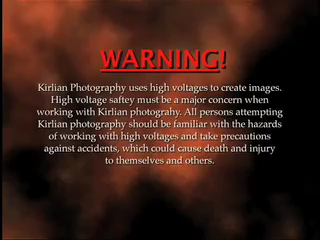 WARNING!
Kirlian Photography uses high voltages to create images.
High voltage saftey must be a major concern when
working with Kirlian photograhy. All persons attempting
Kirlian photography should be familiar with the hazards
of working with high voltages and take precautions
against accidents, which could cause death and injury
to themselves and others.